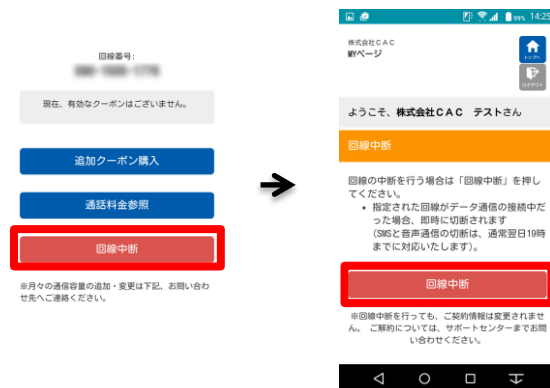 回線番号:
現在、有効なクーポンはございません。
追加クーポン購入
通話料金参照
回線中断
※月々の通信容量の追加・変更は下記、お問い合わ
せ先へご連絡ください。
99% 14:25
株式会社CAC
MYページ
トップへ
ログアウト
ようこそ、株式会社CAC テストさん
回線中断
回線の中断を行う場合は「回線中断」を押し
てください。
• 指定された回線がデータ通信の接続中だ
った場合、即時に切断されます
(SMSと音声通信の切断は、通常翌日19時
までに対応いたします)。
回線中断
※回線中断を行っても、ご契約情報は変更されませ
ん。 ご解約については、サポートセンターまでお問
い合わせください。